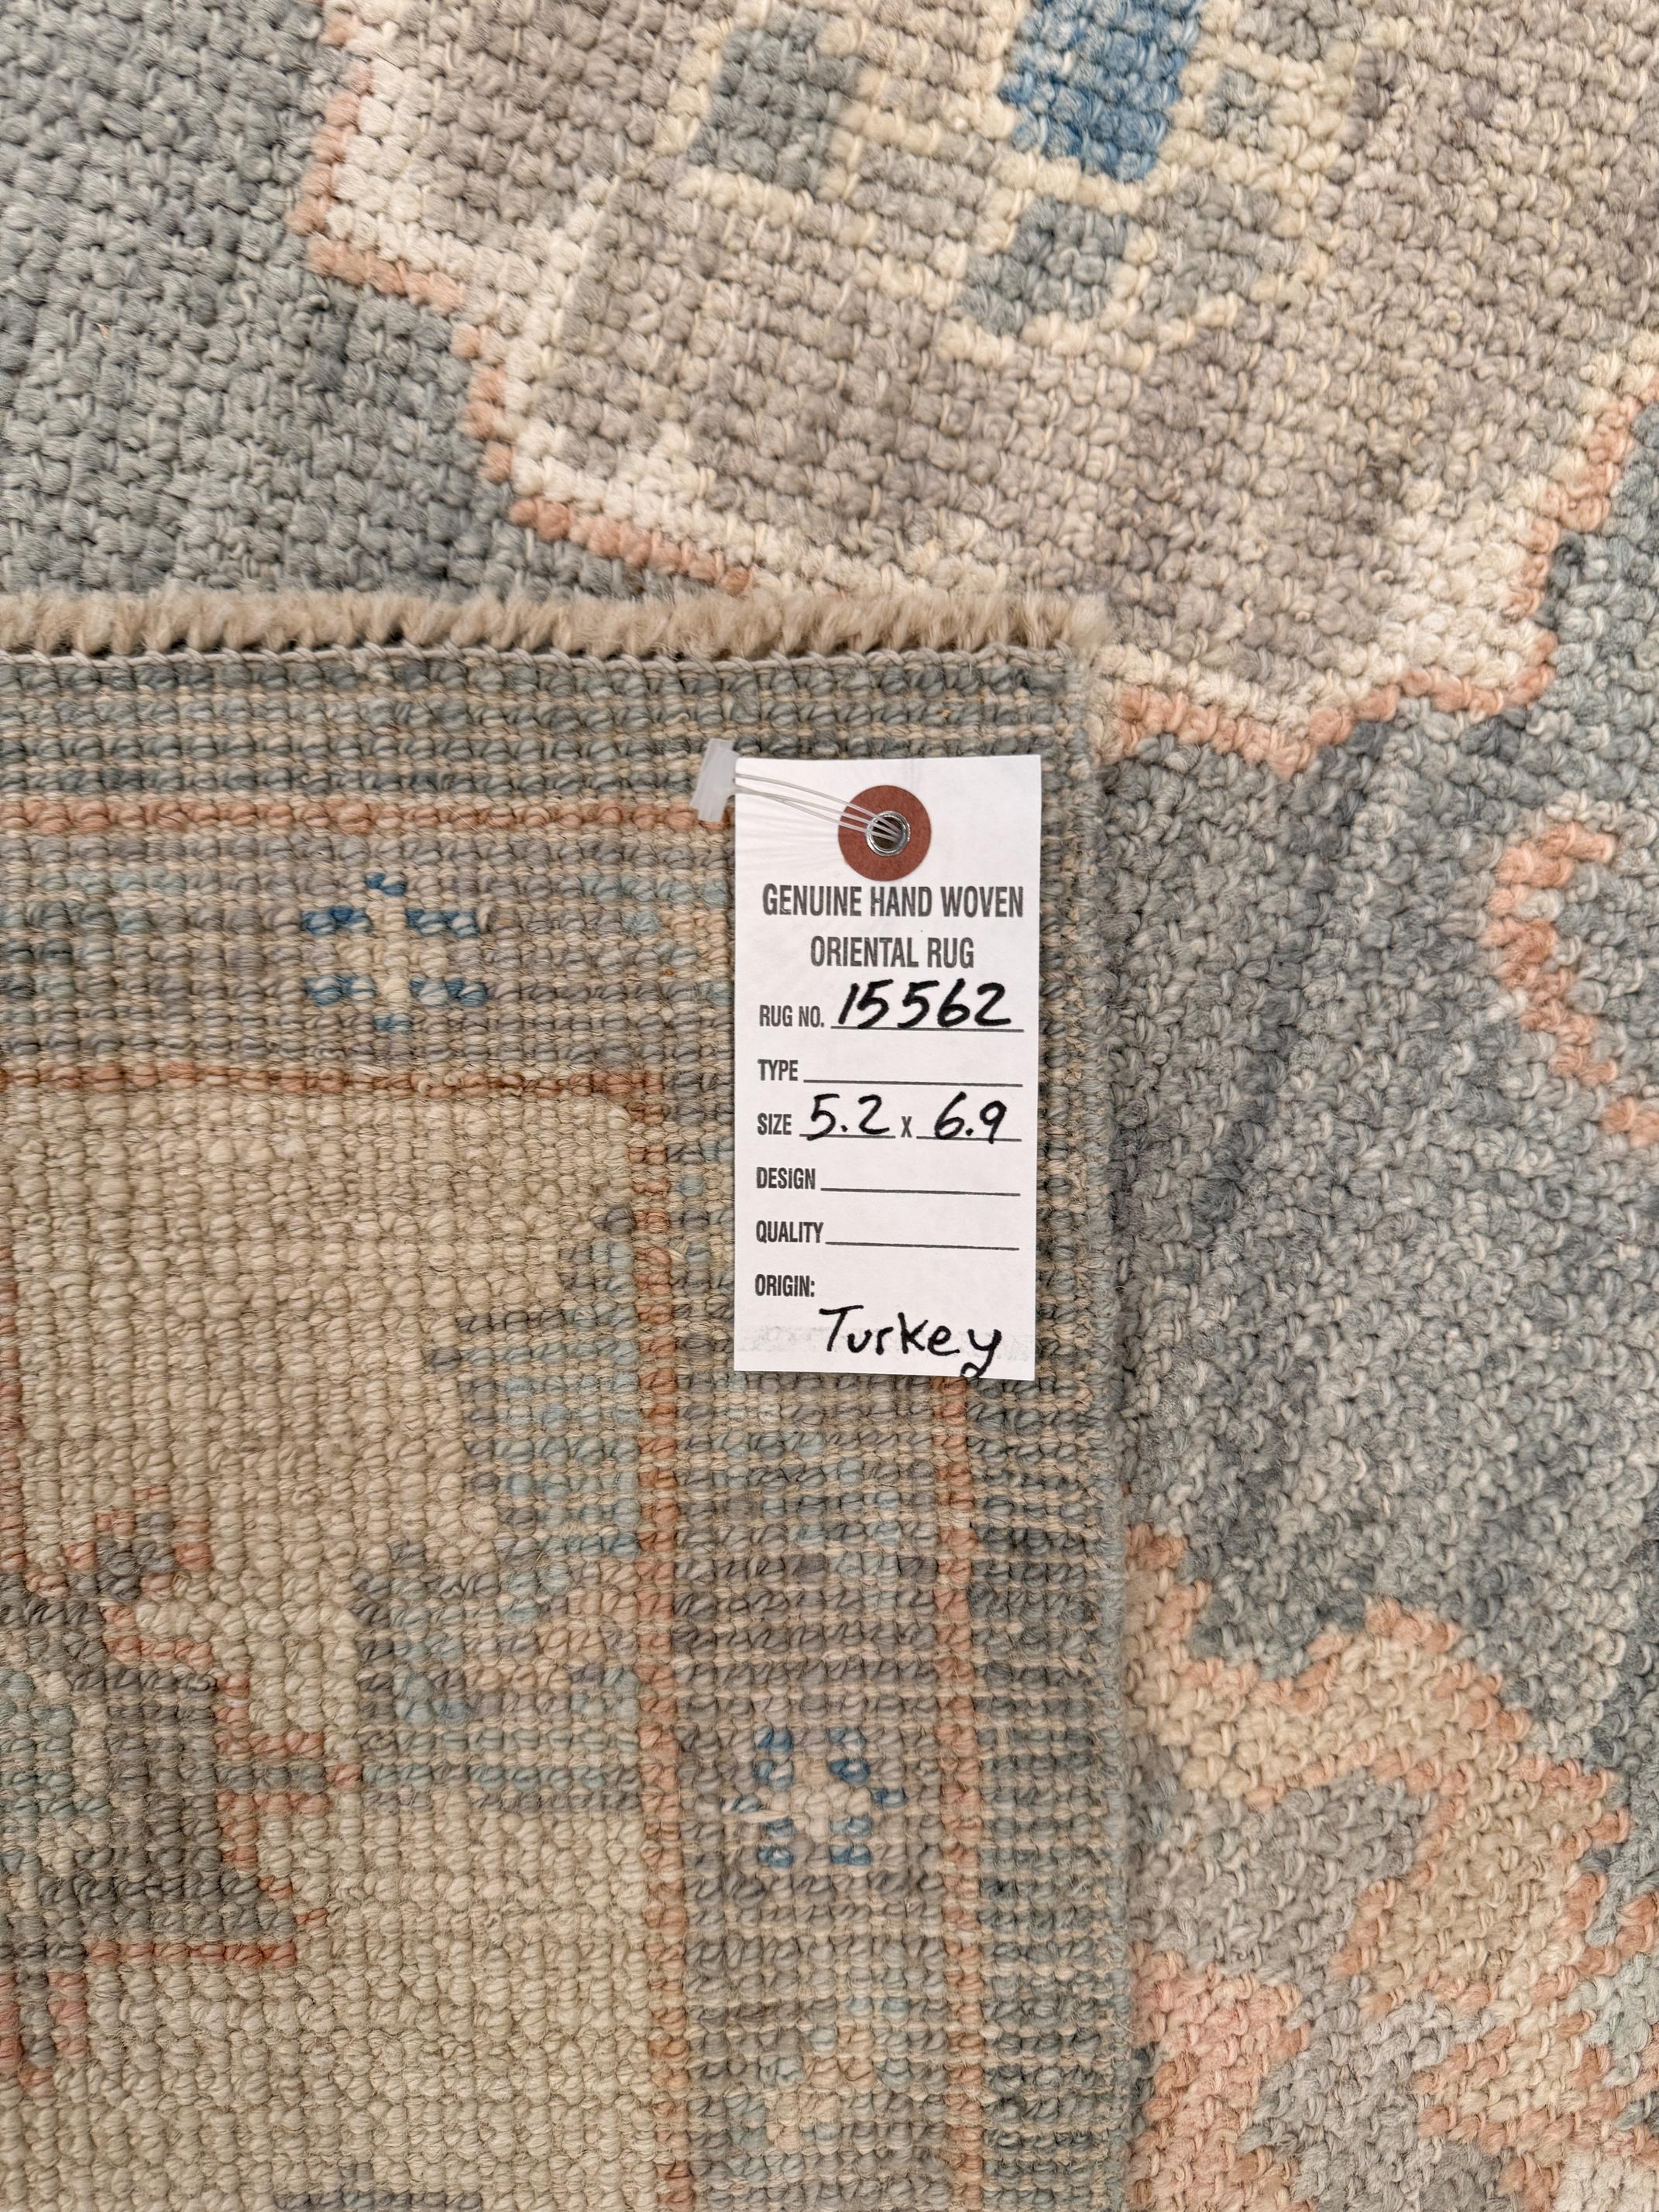 GENUINE HAND WOVEN
ORIENTAL RUG
RUG NO. 15562
TYPE
SIZE 5.2 x 6.9
DESIGN
QUALITY
ORIGIN:
Turkey